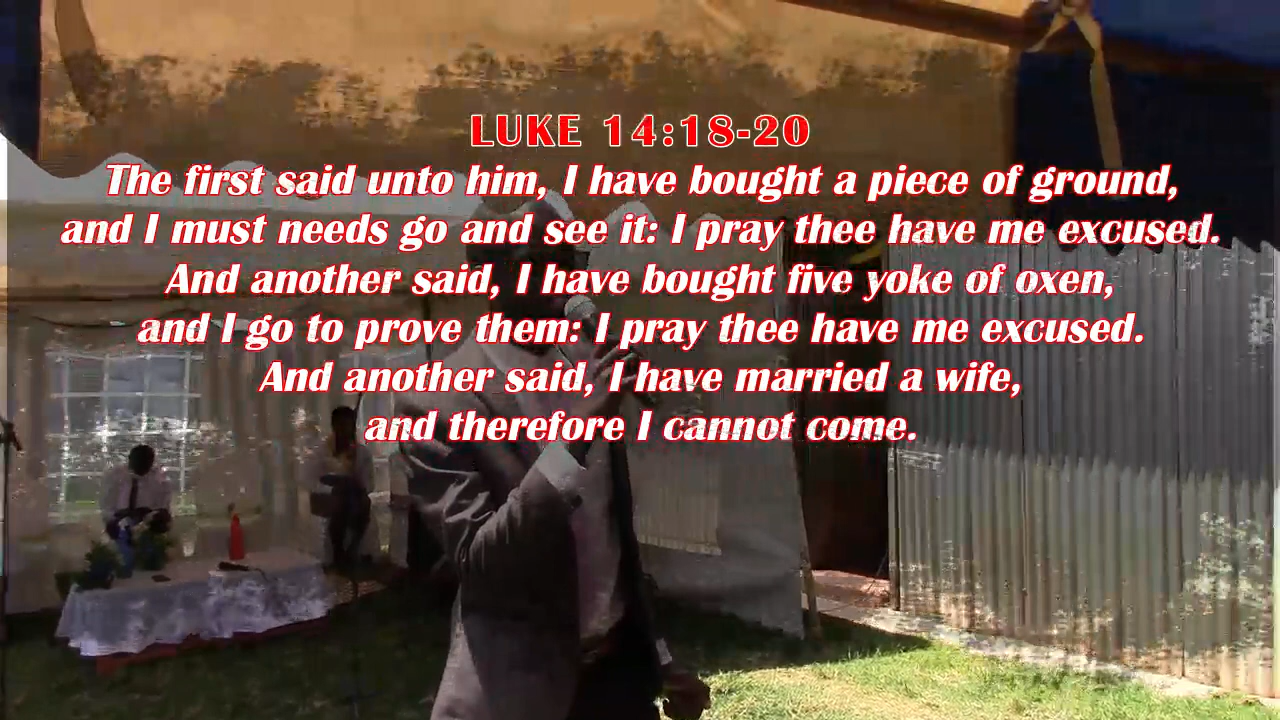 LUKE 14:18-20
The first said unto him, I have bought a piece of ground,
and I must needs go and see it: I pray thee have me excused.
And another said, I have bought five yoke of oxen,
and I go to prove them: I pray thee have me excused.
And another said, I have married a wife,
and therefore I cannot come.